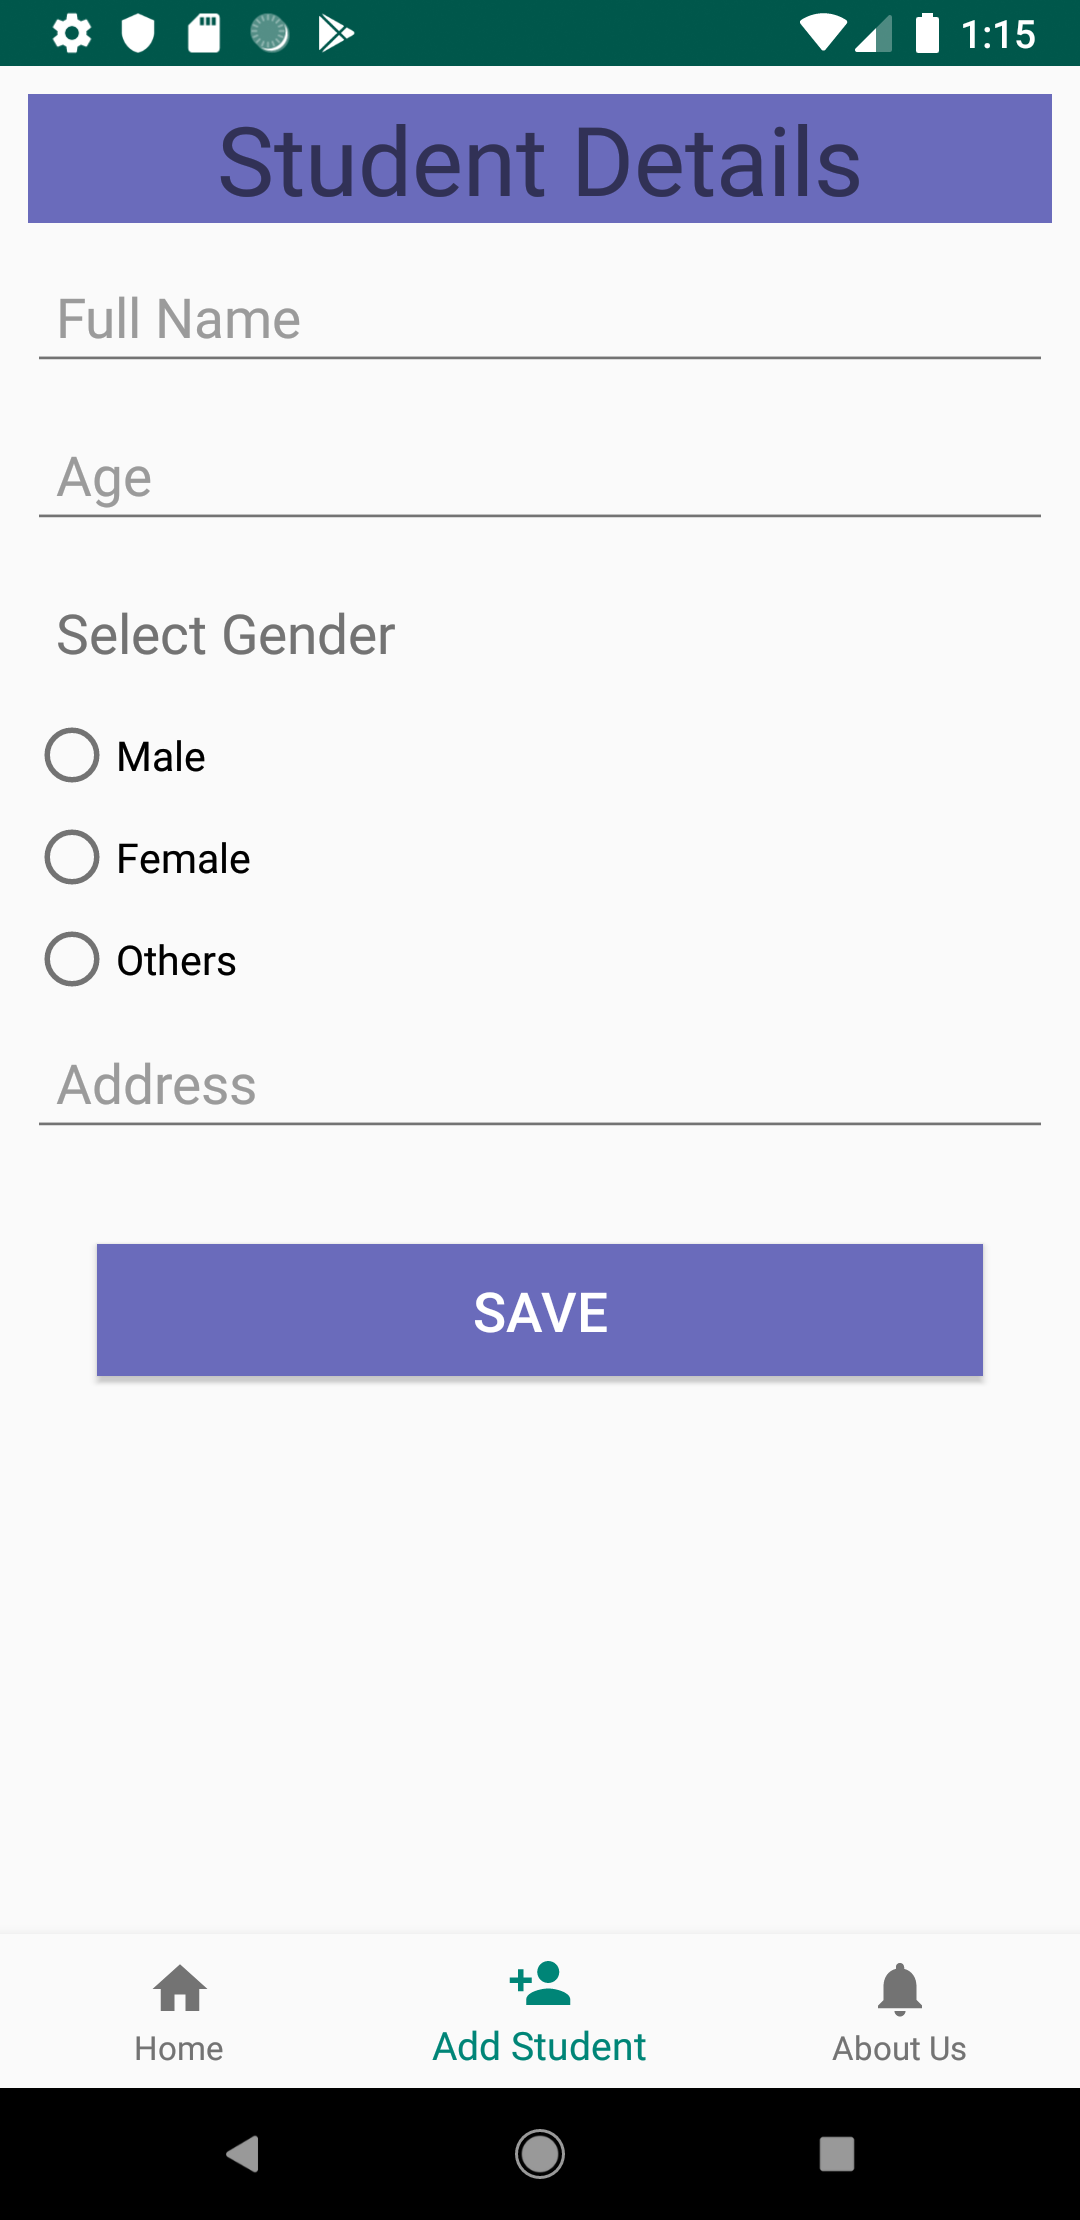 1:15
Student Details
Full Name
Age
Select Gender
Male
Female
Others
Address
SAVE
Home
Add Student
About Us